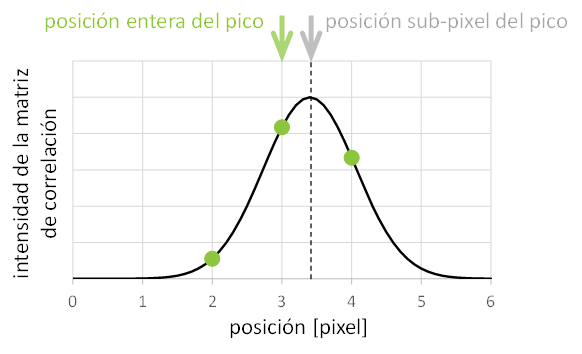 posición entera del pico
posición sub-pixel del pico
intensidad de la matriz
de correlación
0 1 2 3 4 5 6
posición [pixel]